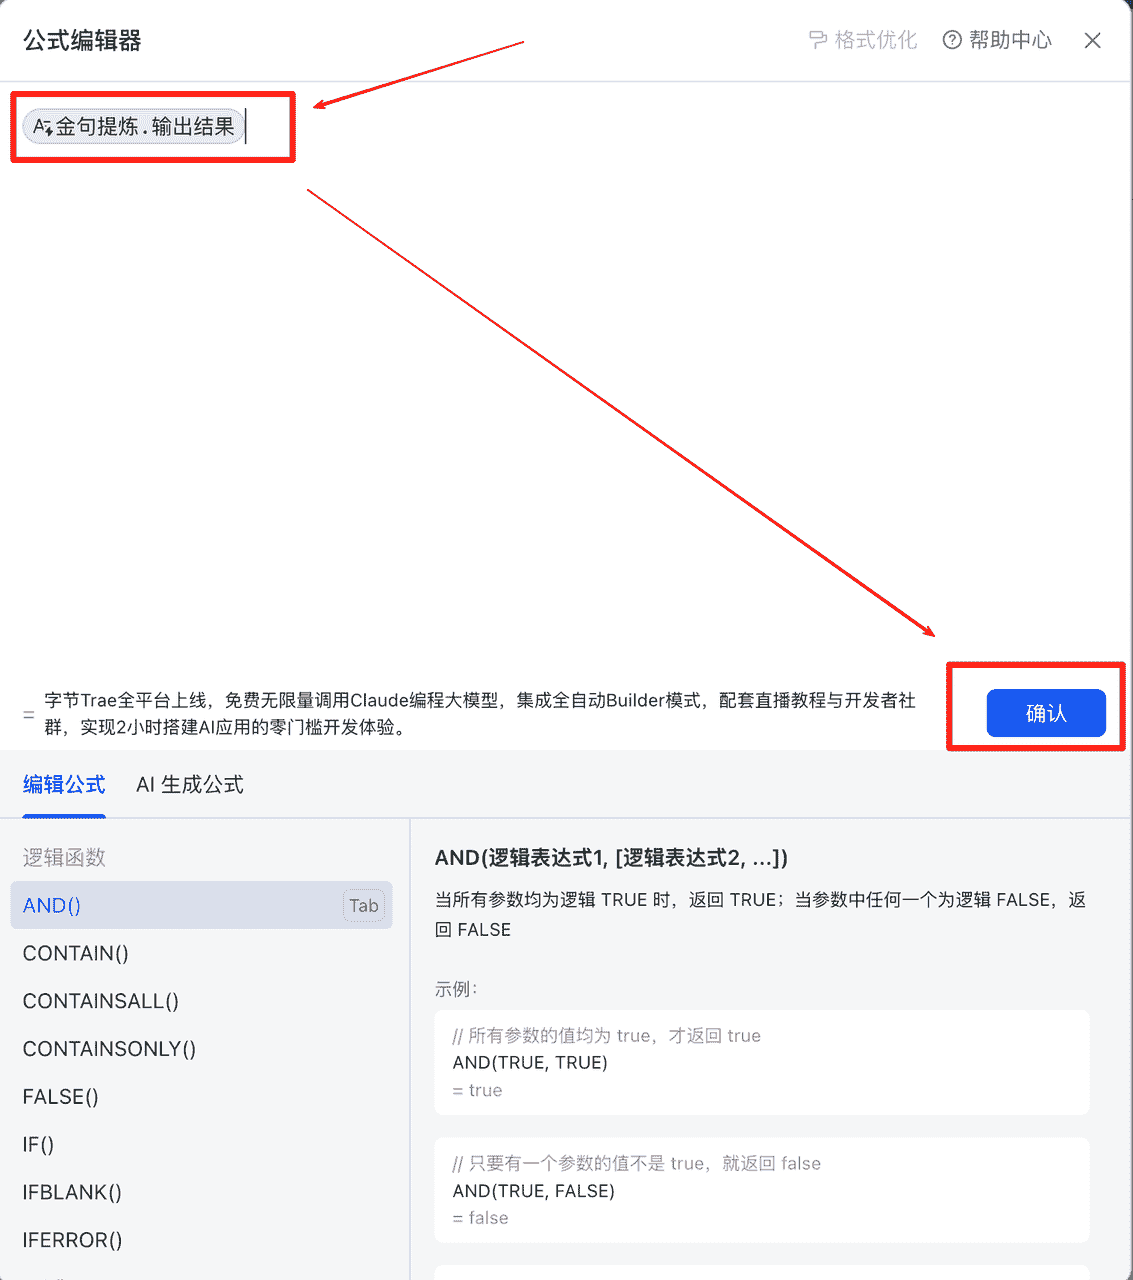 公式编辑器
格式优化
帮助中心
金句提炼.输出结果
= 字节Trae全平台上线，免费无限量调用Claude编程大模型，集成全自动Builder模式，配套直播教程与开发者社
群，实现2小时搭建AI应用的零门槛开发体验。
确认
编辑公式 AI 生成公式
逻辑函数
AND() Tab
CONTAIN()
CONTAINSALL()
CONTAINSONLY()
FALSE()
IF()
IFBLANK()
IFERROR()
AND(逻辑表达式1, [逻辑表达式2, ...])
当所有参数均为逻辑 TRUE 时，返回 TRUE；当参数中任何一个为逻辑 FALSE，返
回 FALSE
示例：
// 所有参数的值均为 true，才返回 true
AND(TRUE, TRUE)
= true
// 只要有一个参数的值不是 true，就返回 false
AND(TRUE, FALSE)
= false